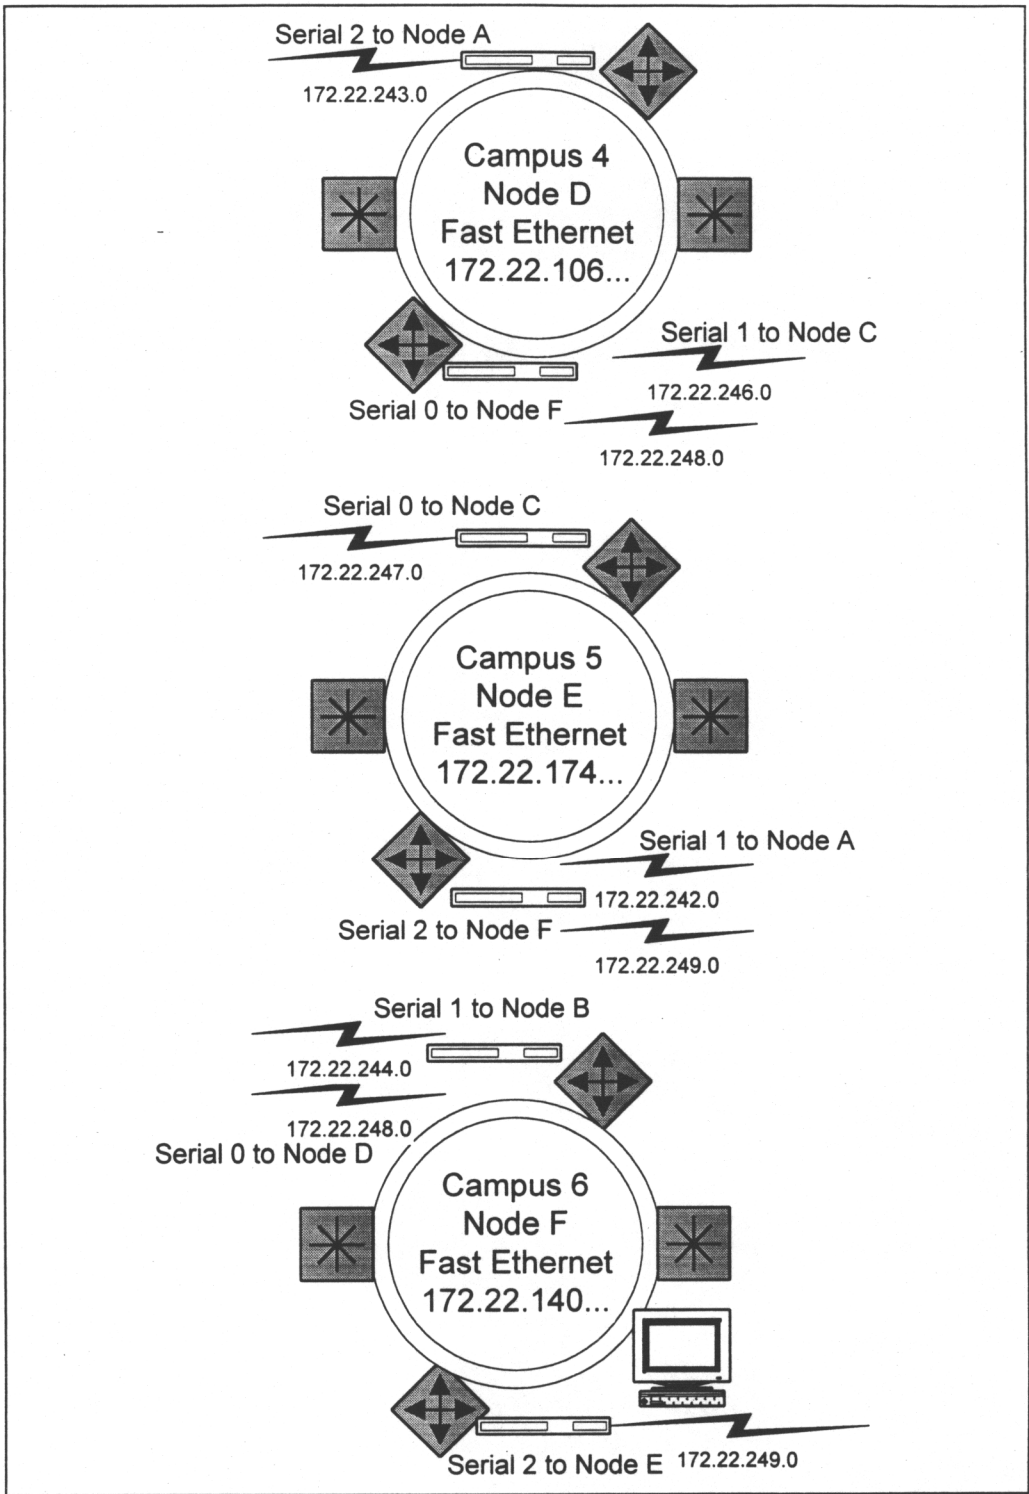 Serial 2 to Node A
172.22.243.0
Campus 4
Node D
Fast Ethernet
172.22.106...
Serial 1 to Node C
172.22.246.0
Serial 0 to Node F
172.22.248.0
Serial 0 to Node C
172.22.247.0
Campus 5
Node E
Fast Ethernet
172.22.174...
Serial 1 to Node A
172.22.242.0
Serial 2 to Node F
172.22.249.0
Serial 1 to Node B
172.22.244.0
172.22.248.0
Serial 0 to Node D
Campus 6
Node F
Fast Ethernet
172.22.140...
Serial 2 to Node E
172.22.249.0